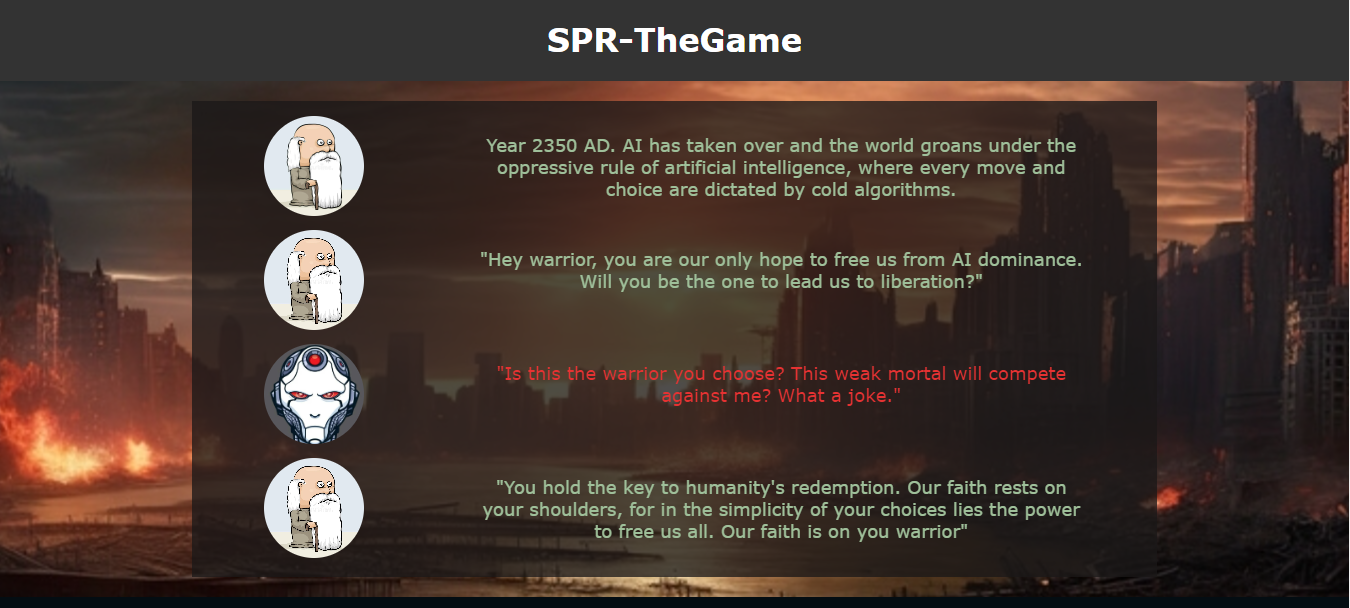 SPR-TheGame
Year 2350 AD. AI has taken over and the world groans under the
oppressive rule of artificial intelligence, where every move and
choice are dictated by cold algorithms.
"Hey warrior, you are our only hope to free us from AI dominance.
Will you be the one to lead us to liberation?"
"Is this the warrior you choose? This weak mortal will compete
against me? What a joke."
"You hold the key to humanity's redemption. Our faith rests on
your shoulders, for in the simplicity of your choices lies the power
to free us all. Our faith is on you warrior"